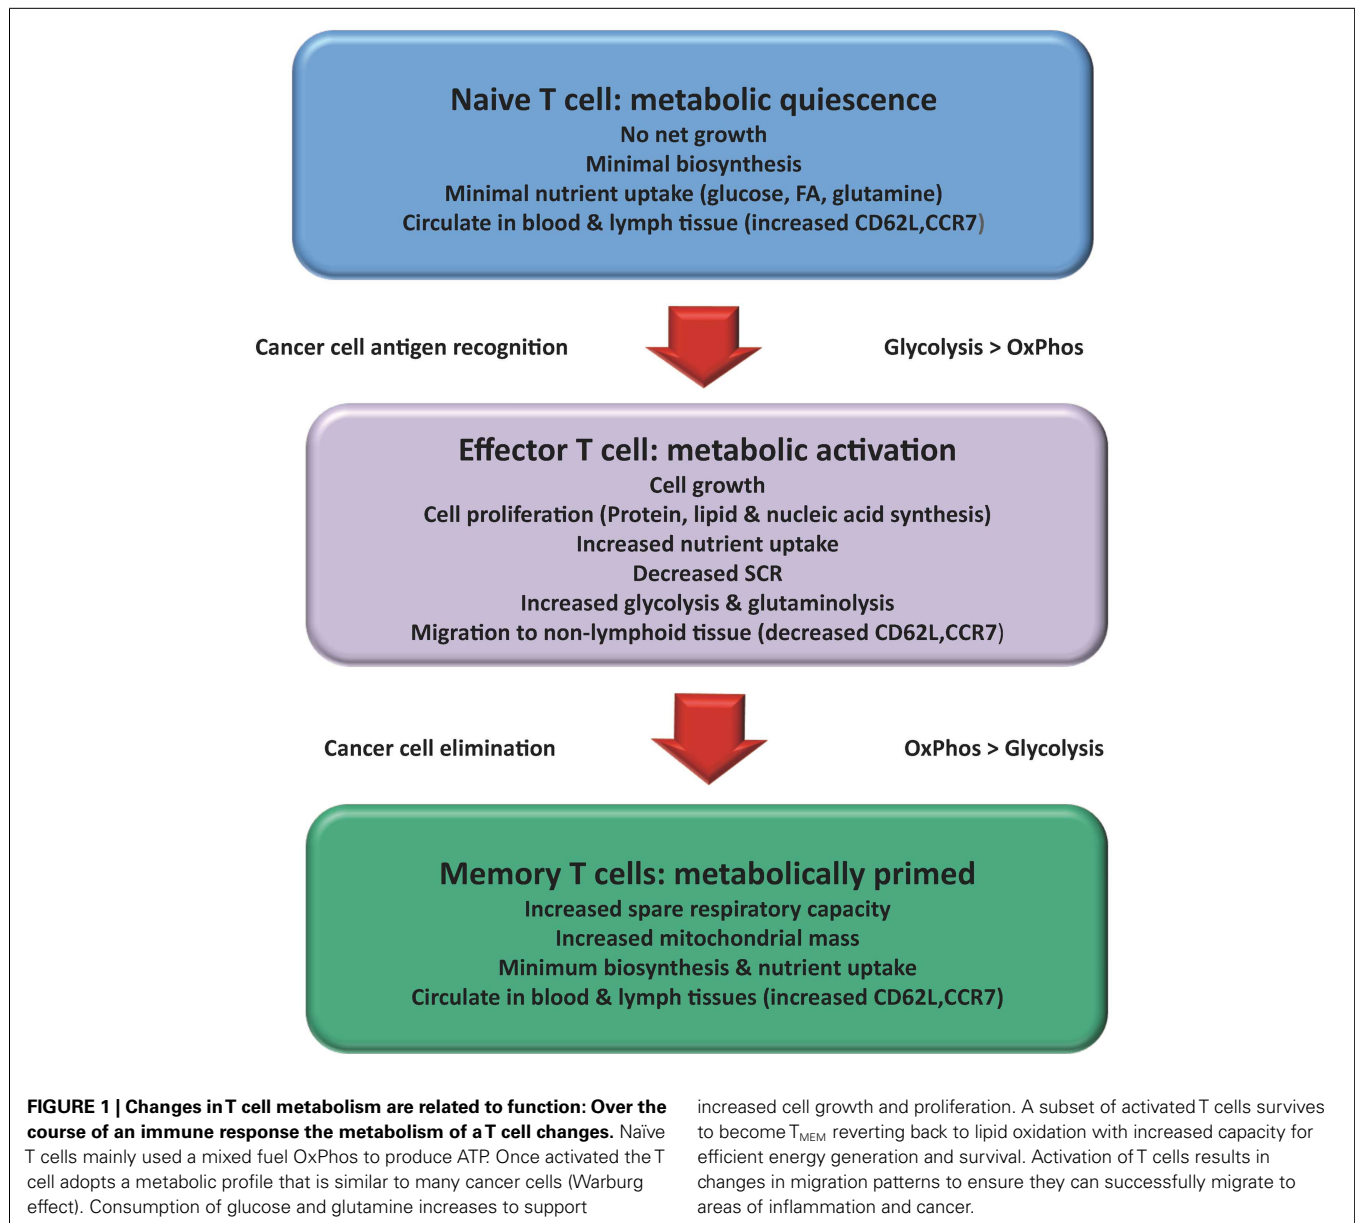 Naive T cell: metabolic quiescence
No net growth
Minimal biosynthesis
Minimal nutrient uptake (glucose, FA, glutamine)
Circulate in blood & lymph tissue (increased CD62L,CCR7)
Cancer cell antigen recognition
Glycolysis > OxPhos
Effector T cell: metabolic activation
Cell growth
Cell proliferation (Protein, lipid & nucleic acid synthesis)
Increased nutrient uptake
Decreased SCR
Increased glycolysis & glutaminolysis
Migration to non-lymphoid tissue (decreased CD62L,CCR7)
Cancer cell elimination
OxPhos > Glycolysis
Memory T cells: metabolically primed
Increased spare respiratory capacity
Increased mitochondrial mass
Minimum biosynthesis & nutrient uptake
Circulate in blood & lymph tissues (increased CD62L,CCR7)
FIGURE 1 | Changes in T cell metabolism are related to function: Over the
course of an immune response the metabolism of a T cell changes. Naïve
T cells mainly used a mixed fuel OxPhos to produce ATP. Once activated the T
cell adopts a metabolic profile that is similar to many cancer cells (Warburg
effect). Consumption of glucose and glutamine increases to support
increased cell growth and proliferation. A subset of activated T cells survives
to become TMEM reverting back to lipid oxidation with increased capacity for
efficient energy generation and survival. Activation of T cells results in
changes in migration patterns to ensure they can successfully migrate to
areas of inflammation and cancer.